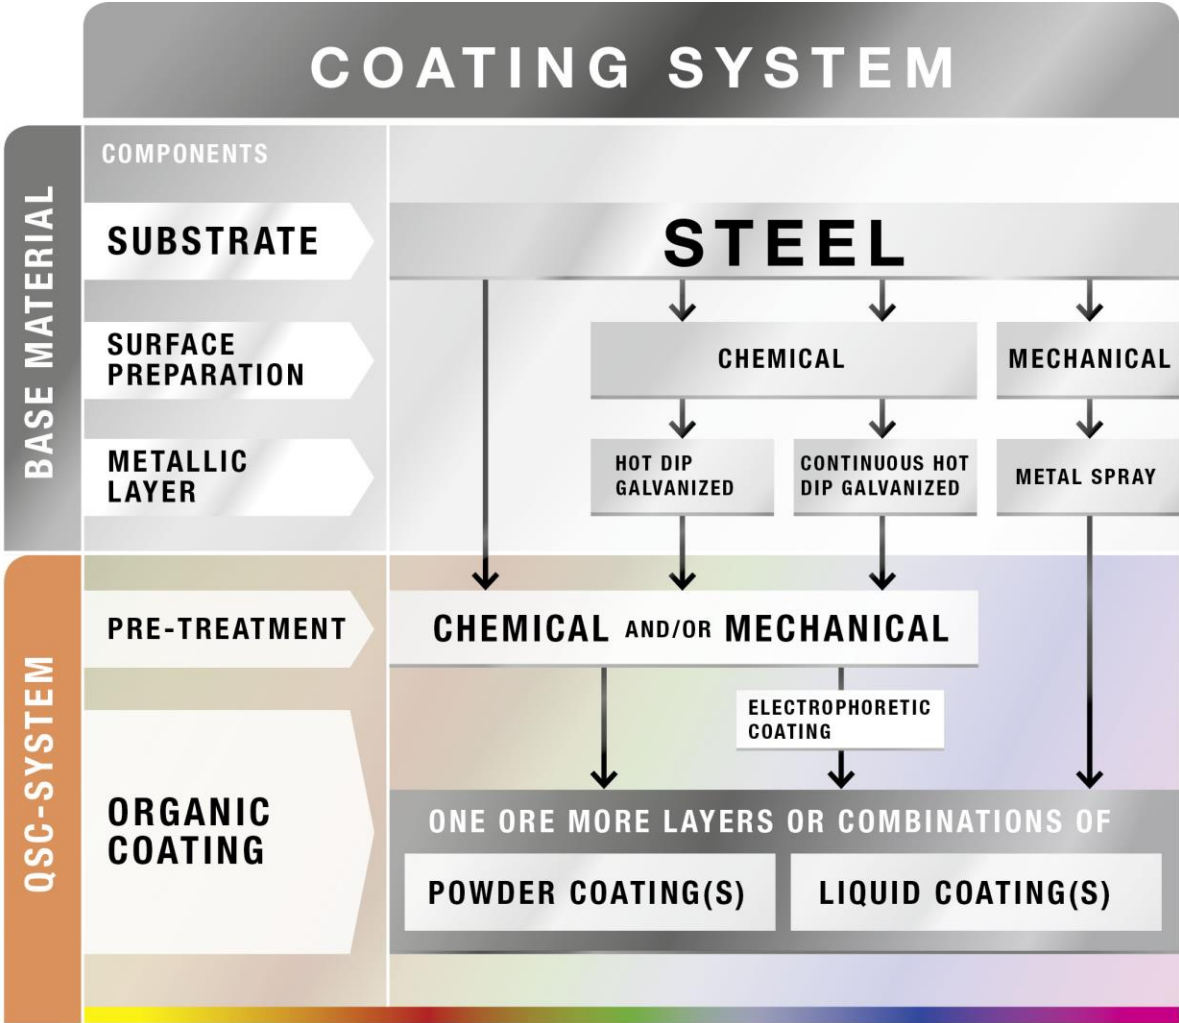 COATING SYSTEM
BASE MATERIAL
COMPONENTS
SUBSTRATE
STEEL
SURFACE
PREPARATION
CHEMICAL
MECHANICAL
METALLIC
LAYER
HOT DIP
GALVANIZED
CONTINUOUS HOT
DIP GALVANIZED
METAL SPRAY
QSC-SYSTEM
PRE-TREATMENT
CHEMICAL AND/OR MECHANICAL
ELECTROPHORETIC
COATING
ORGANIC
COATING
ONE ORE MORE LAYERS OR COMBINATIONS OF
POWDER COATING(S)
LIQUID COATING(S)